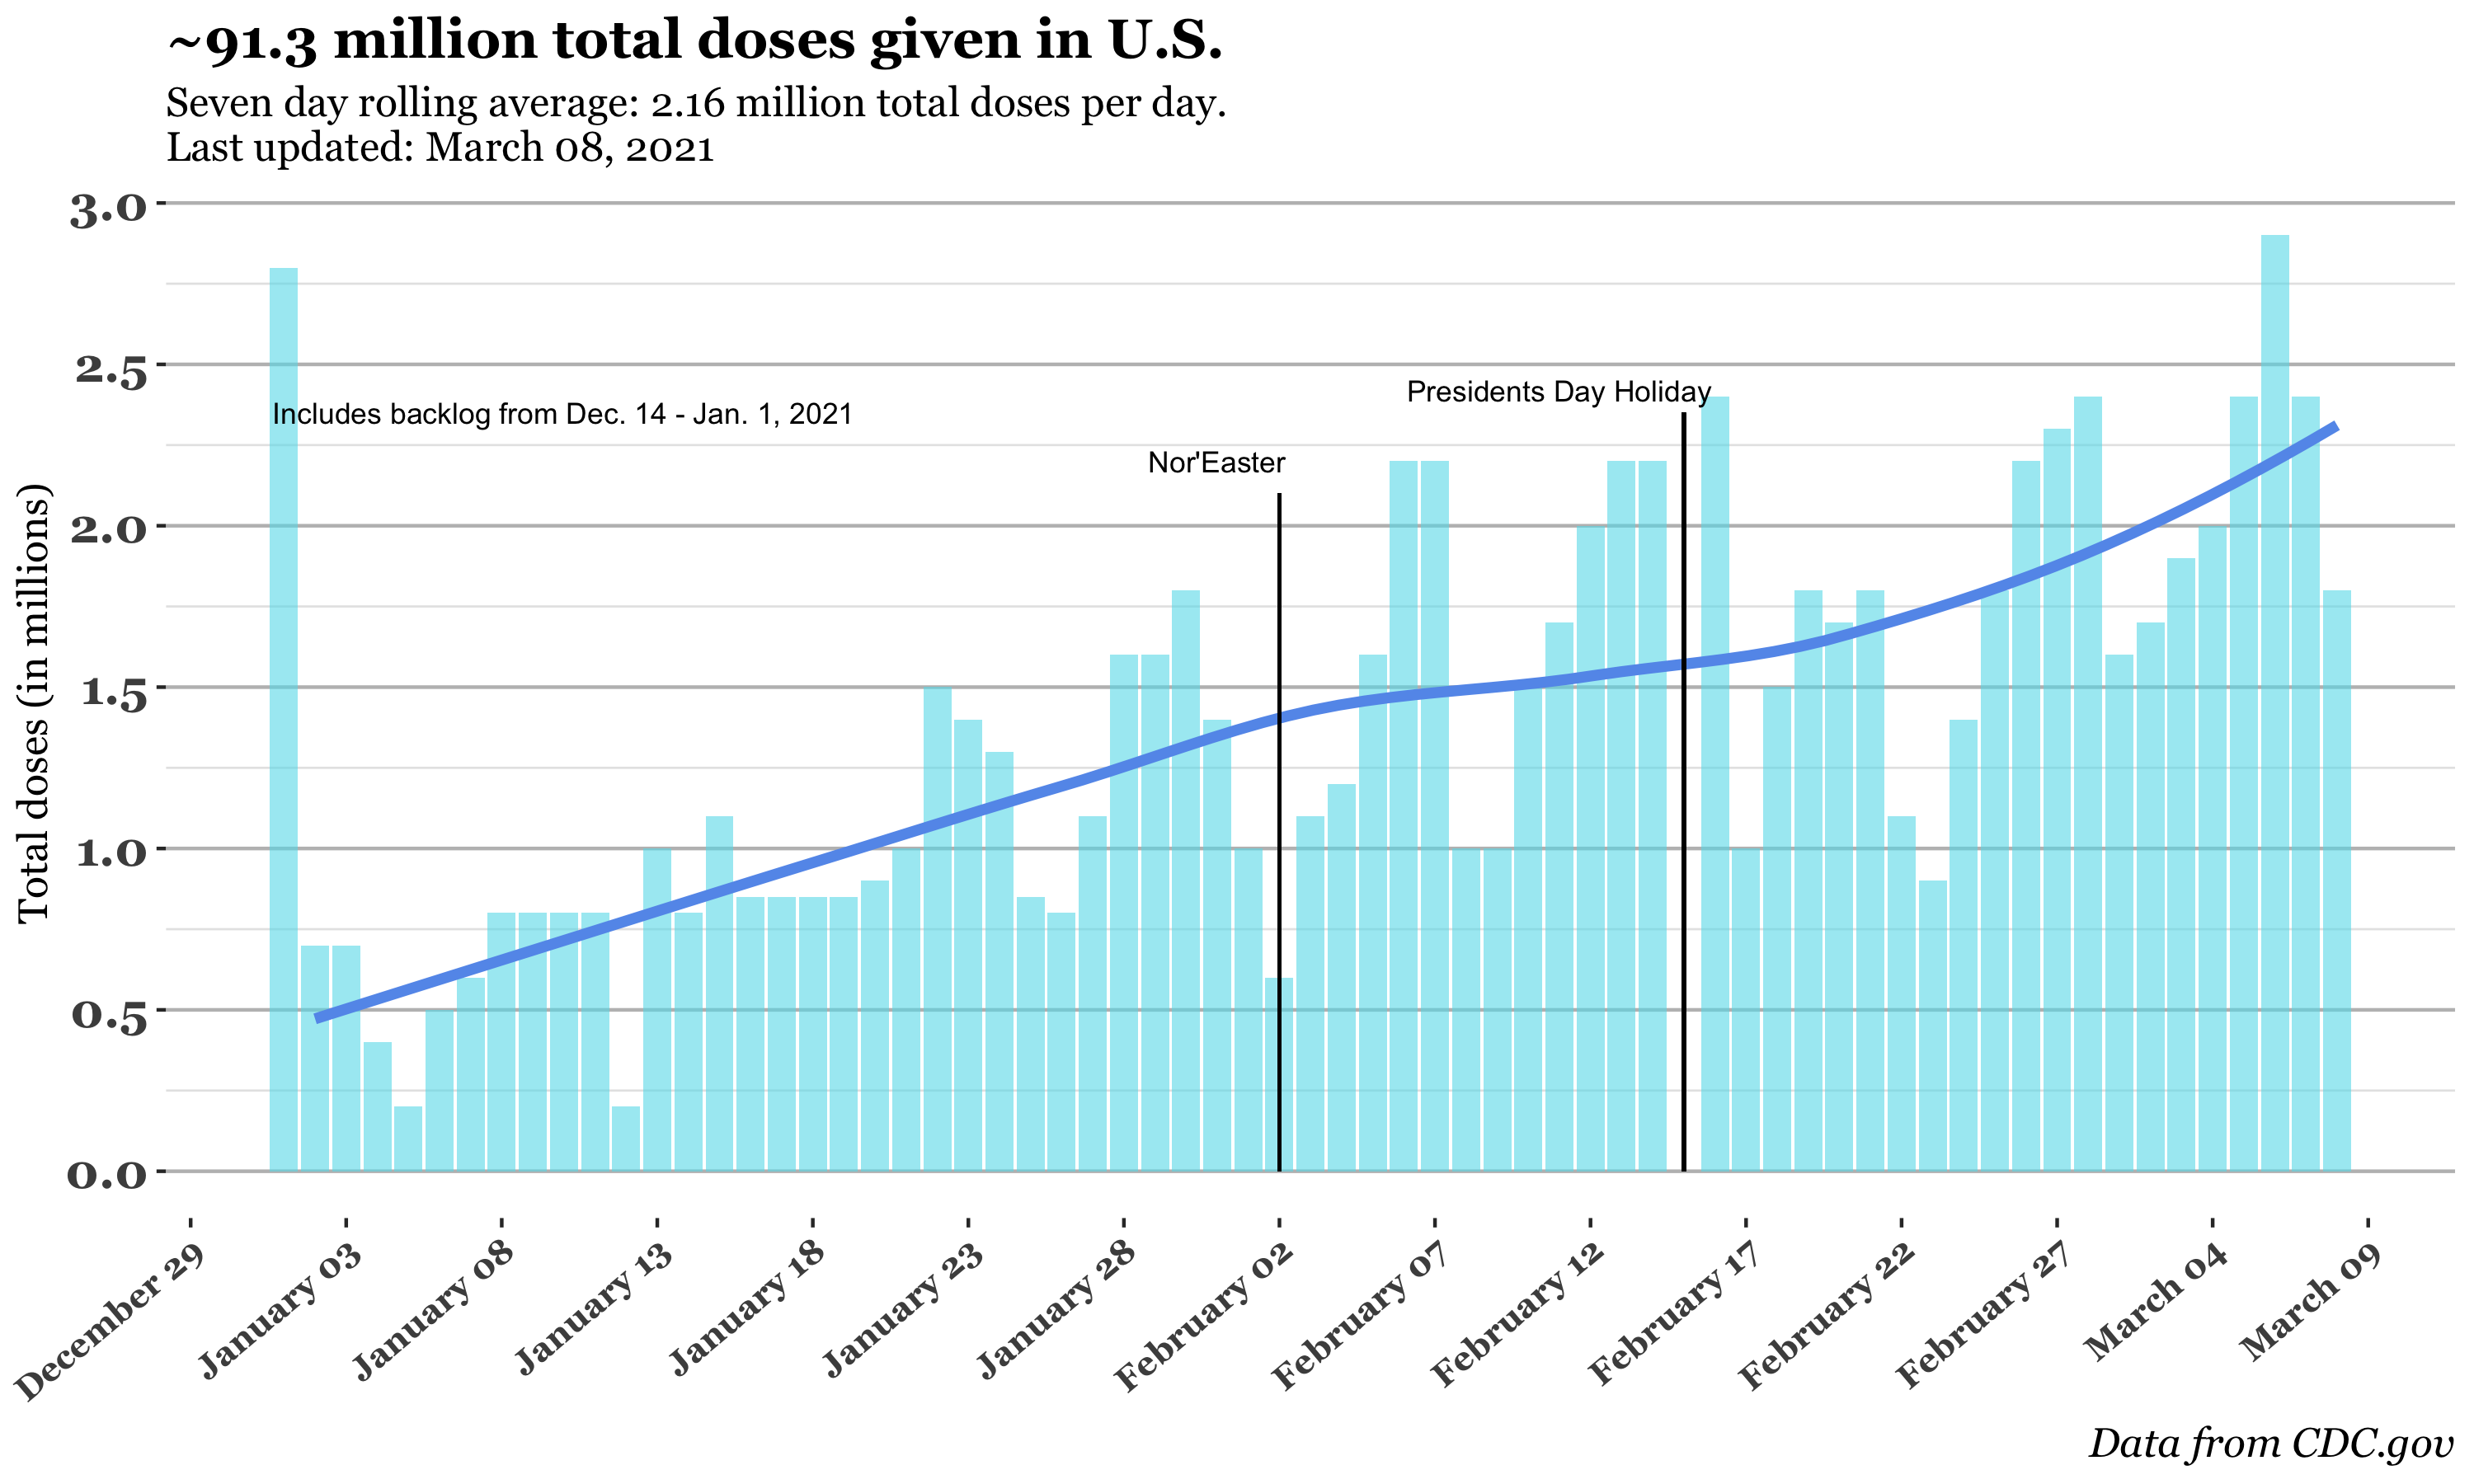 ~91.3 million total doses given in U.S.
Seven day rolling average: 2.16 million total doses per day.
Last updated: March 08, 2021
Total doses (in millions)
3.0
2.5
2.0
1.5
1.0
0.5
0.0
Includes backlog from Dec. 14 - Jan. 1, 2021
Nor'Easter
Presidents Day Holiday
December 29
January 03
January 08
January 13
January 18
January 23
January 28
February 02
February 07
February 12
February 17
February 22
February 27
March 04
March 09
Data from CDC.gov